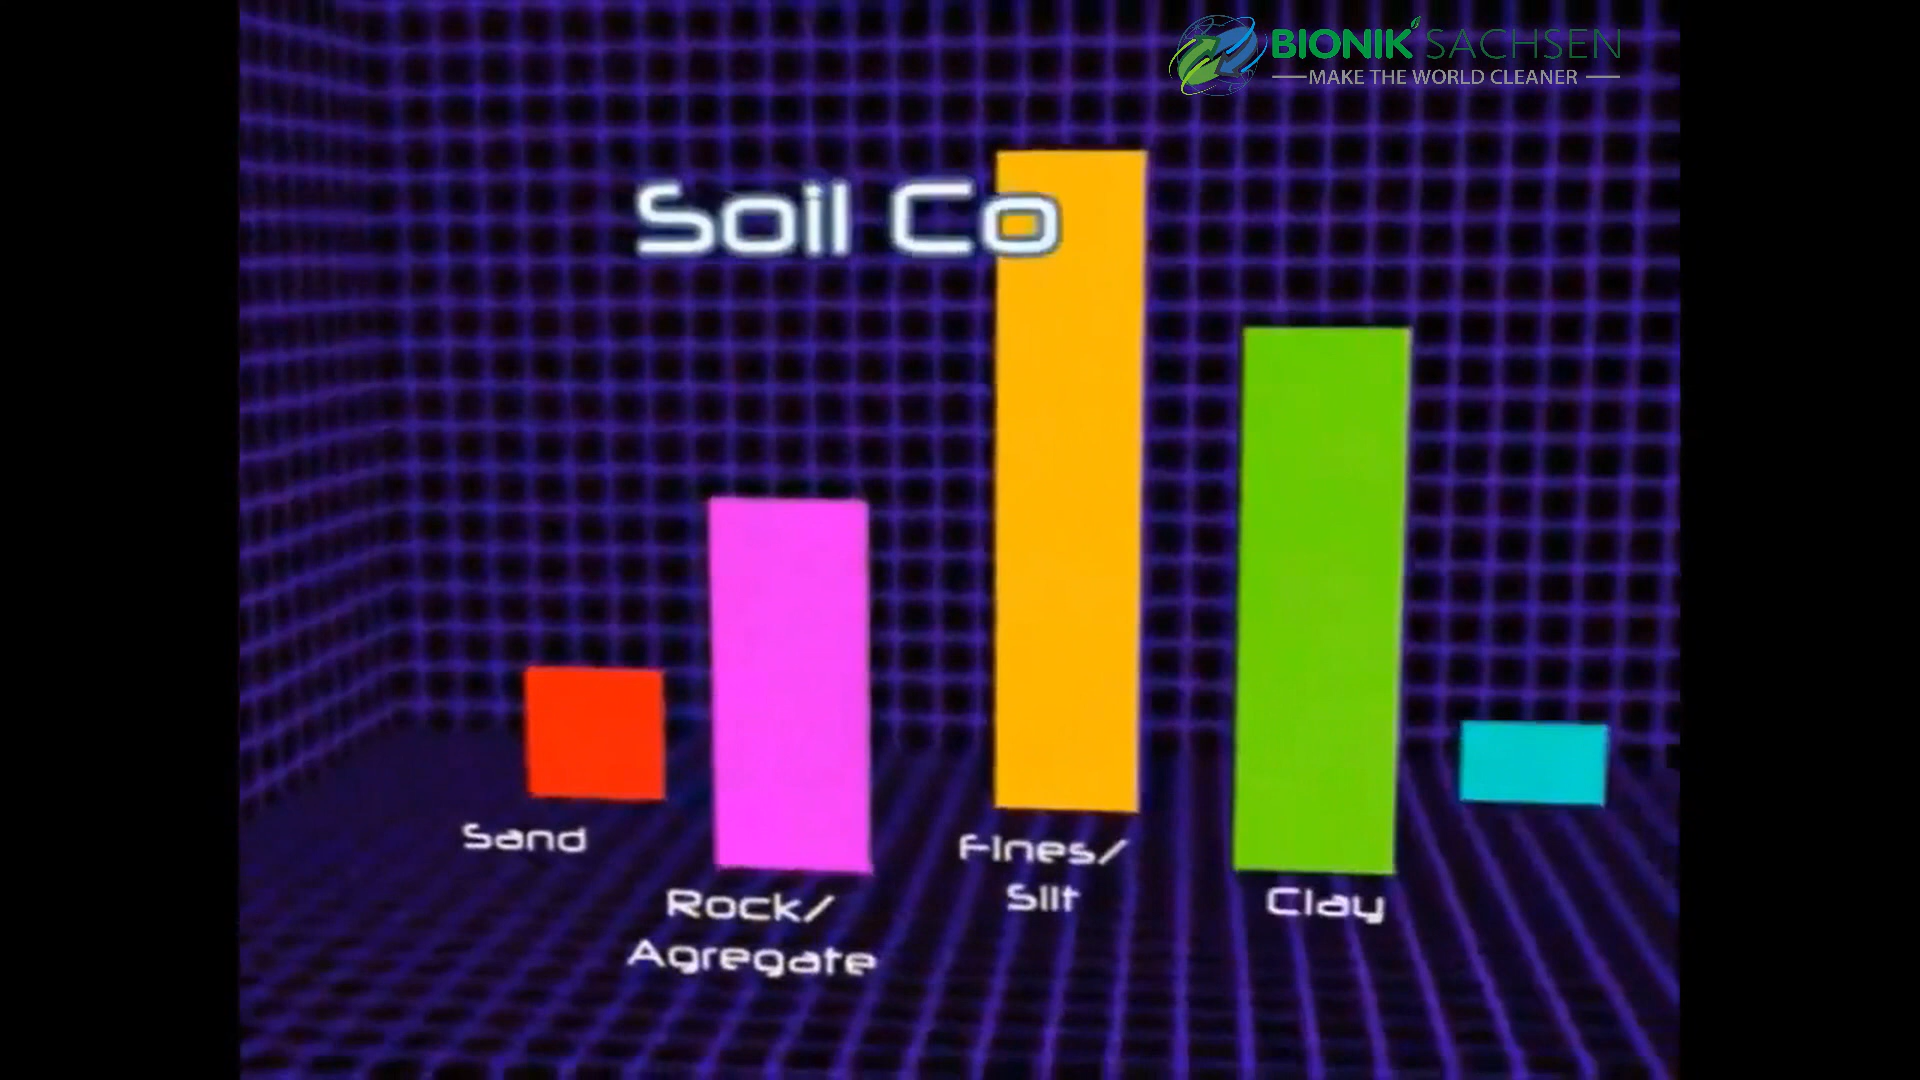 BIONIK SACHSEN
MAKE THE WORLD CLEANER
Soil Co
Sand
Rock/
Agregate
Fines/
Silt
Clay